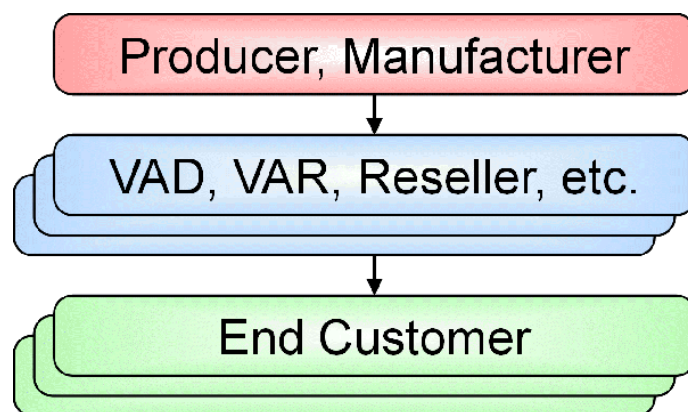 Producer, Manufacturer
VAD, VAR, Reseller, etc.
End Customer